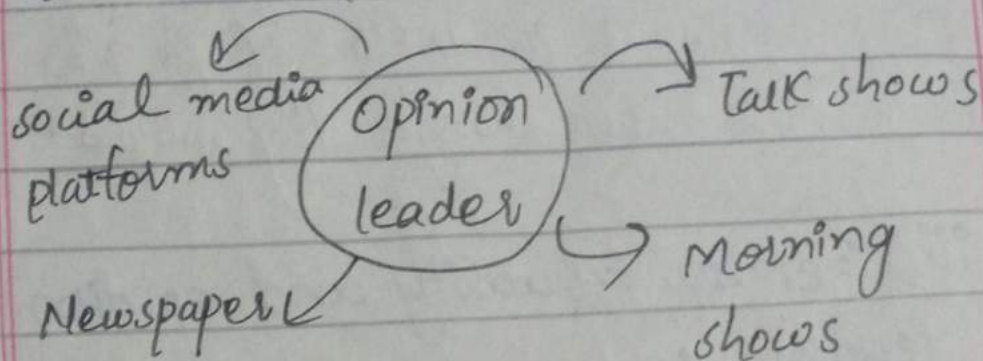 social media
platforms
Opinion
leader
Talk shows
Morning
shows
Newspaper